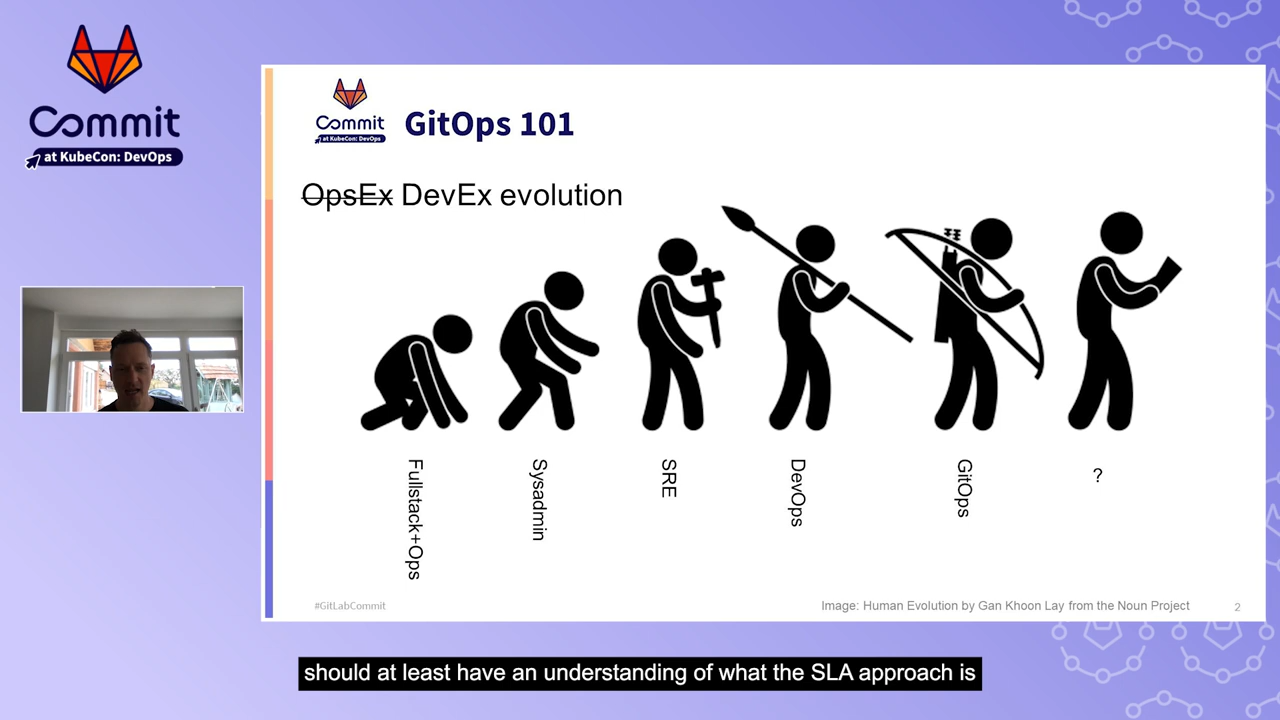 Commit
at KubeCon: DevOps
Commit
at KubeCon: DevOps
GitOps 101
OpsEx DevEx evolution
Fullstack+Ops
Sysadmin
SRE
DevOps
GitOps
?
#GitLabCommit
Image: Human Evolution by Gan Khoon Lay from the Noun Project
2
should at least have an understanding of what the SLA approach is